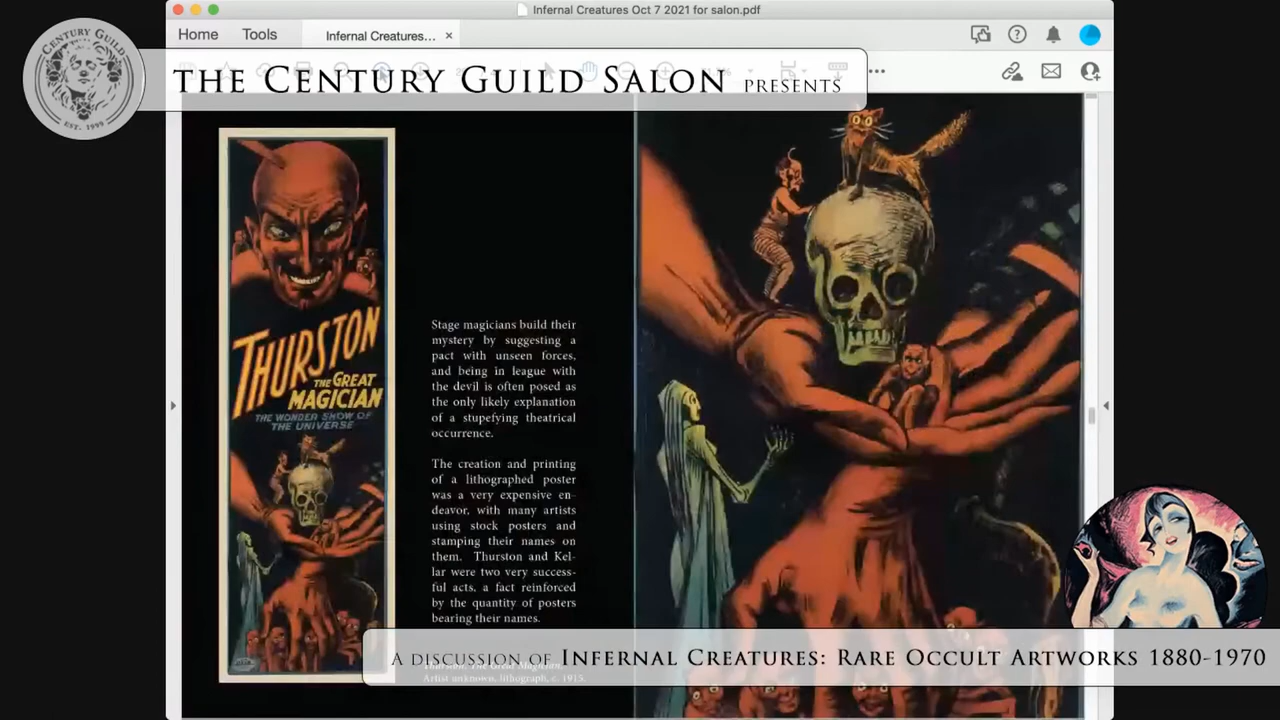 Infernal Creatures Oct 7 2021 for salon.pdf
Home
Tools
Infernal Creatures...
CENTURY GUILD
EST. 1999
THE CENTURY GUILD SALON PRESENTS
THURSTON
THE GREAT
MAGICIAN
THE WONDER SHOW OF
THE UNIVERSE
Stage magicians build their
mystery by suggesting a
pact with unseen forces,
and being in league with
the devil is often posed as
the only likely explanation
of a stupefying theatrical
occurrence.
The creation and printing
of a lithographed poster
was a very expensive en-
deavor, with many artists
using stock posters and
stamping their names on
them. Thurston and Kel-
lar were two very success-
ful acts, a fact reinforced
by the quantity of posters
bearing their names.
Thurston, The Great Magician.
Artist unknown, lithograph, c. 1915.
A DISCUSSION OF INFERNAL CREATURES: RARE OCCULT ARTWORKS 1880-1970